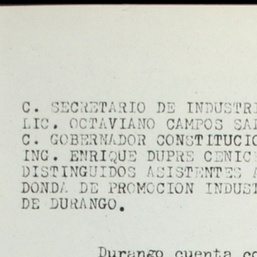 C. SECRETARIO DE INDUSTRI
LIC. OCTAVIANO CAMPOS SA
C. GOBERNADOR CONSTITUCIO
ING. ENRIQUE DUPRE CENIC
DISTINGUIDOS ASISTENTES A
DONDA DE PROMOCION INDUST
DE DURANGO.
Durango cuenta co